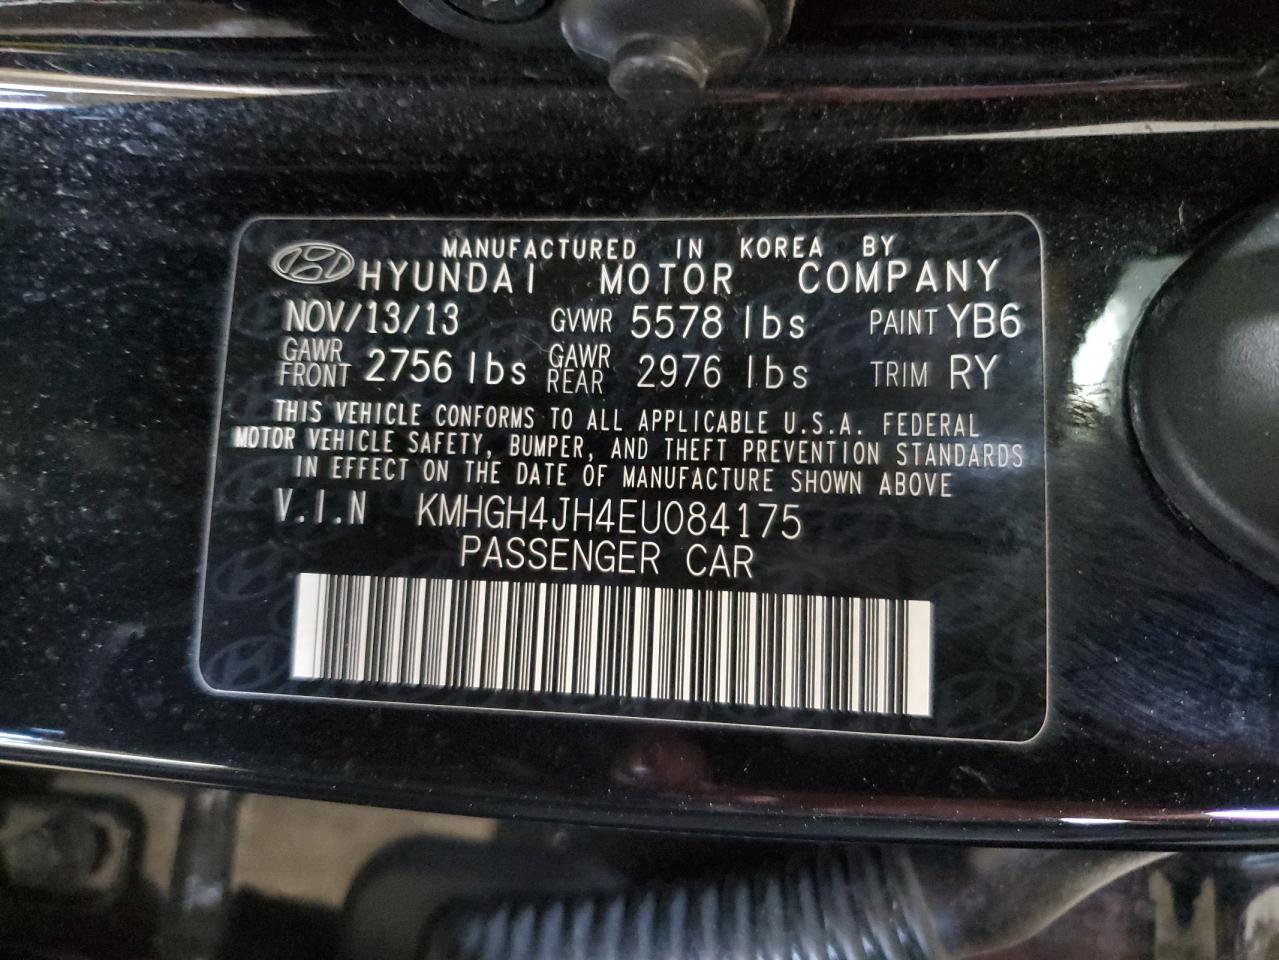 MANUFACTURED IN KOREA BY
HYUNDAI MOTOR COMPANY
NOV/13/13 GVWR 5578 lbs PAINT YB6
GAWR FRONT 2756 lbs GAWR REAR 2976 lbs TRIM RY
THIS VEHICLE CONFORMS TO ALL APPLICABLE U.S.A. FEDERAL
MOTOR VEHICLE SAFETY, BUMPER, AND THEFT PREVENTION STANDARDS
IN EFFECT ON THE DATE OF MANUFACTURE SHOWN ABOVE
V.I.N KMHGH4JH4EU084175
PASSENGER CAR